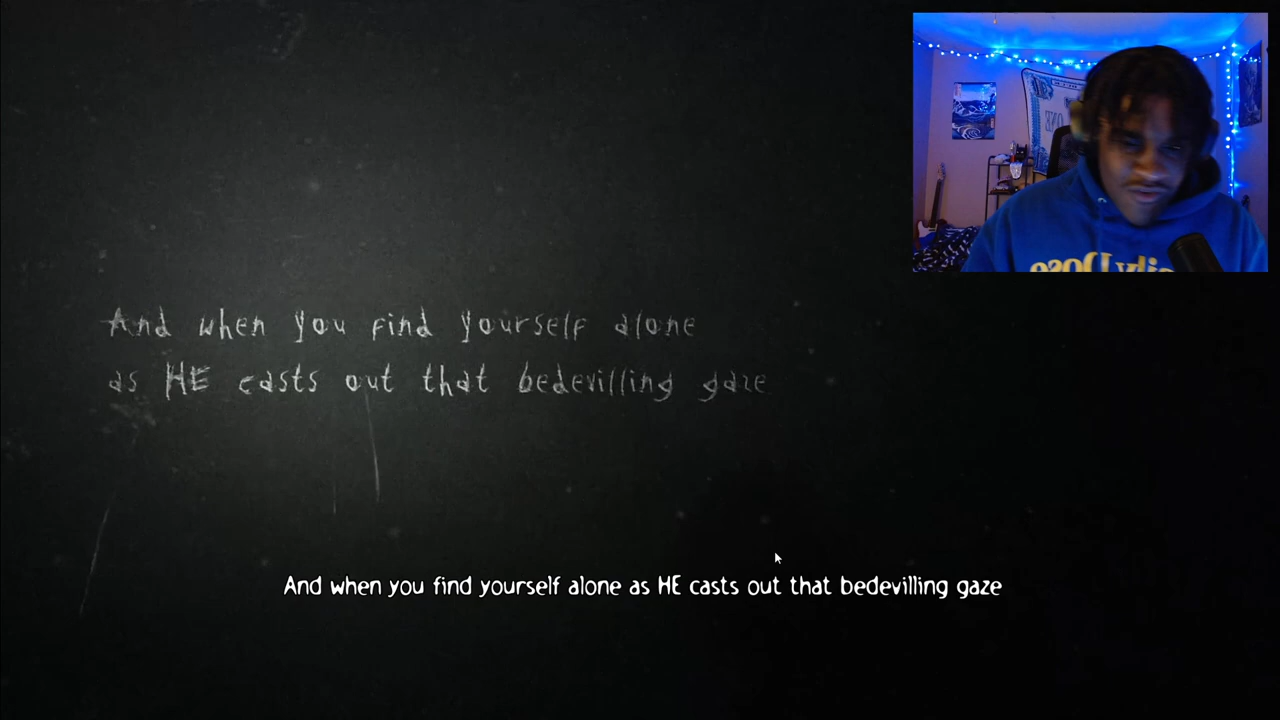 And when you find yourself alone
as HE casts out that bedevilling gaze
And when you find yourself alone as HE casts out that bedevilling gaze